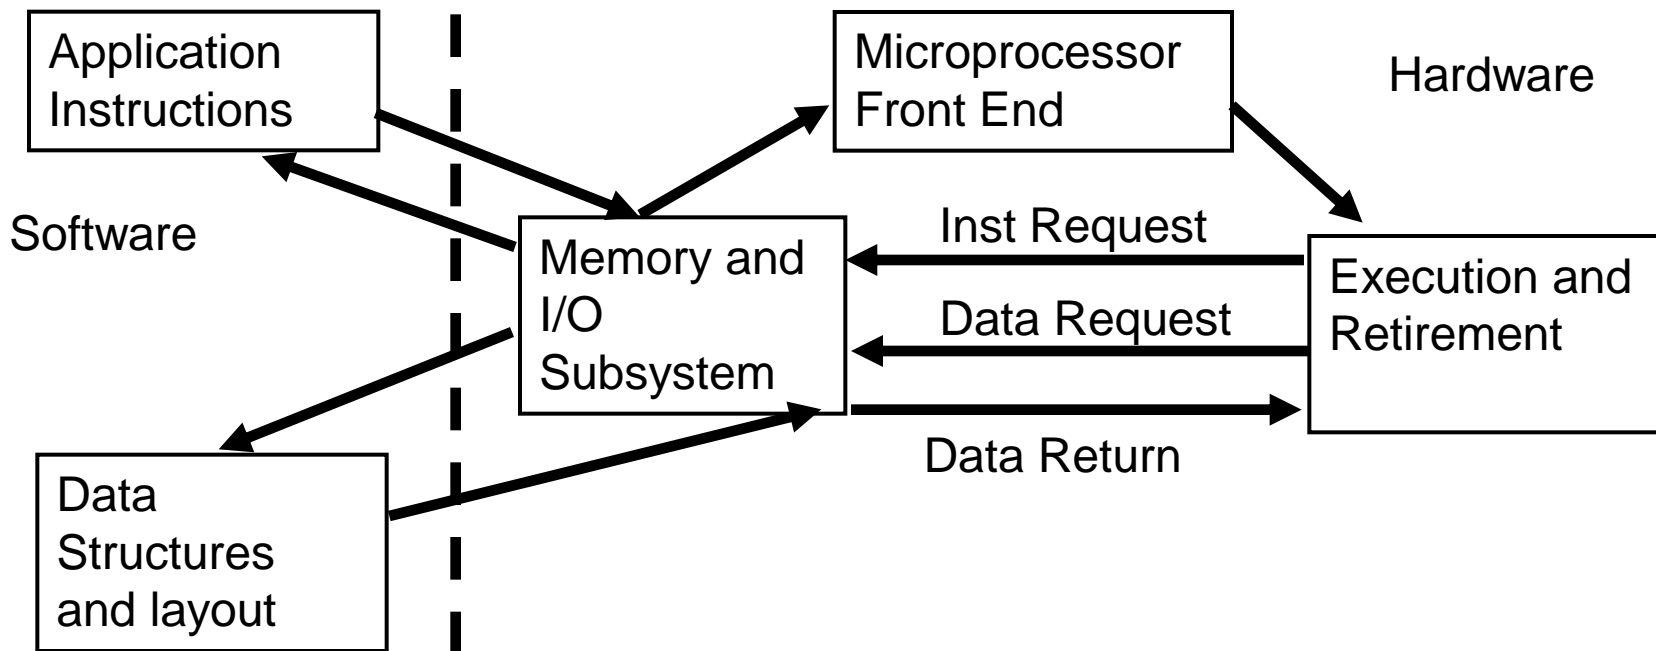 Application
Instructions
Microprocessor
Front End
Hardware
Software
Memory and
I/O
Subsystem
Inst Request
Data Request
Data Return
Execution and
Retirement
Data
Structures
and layout